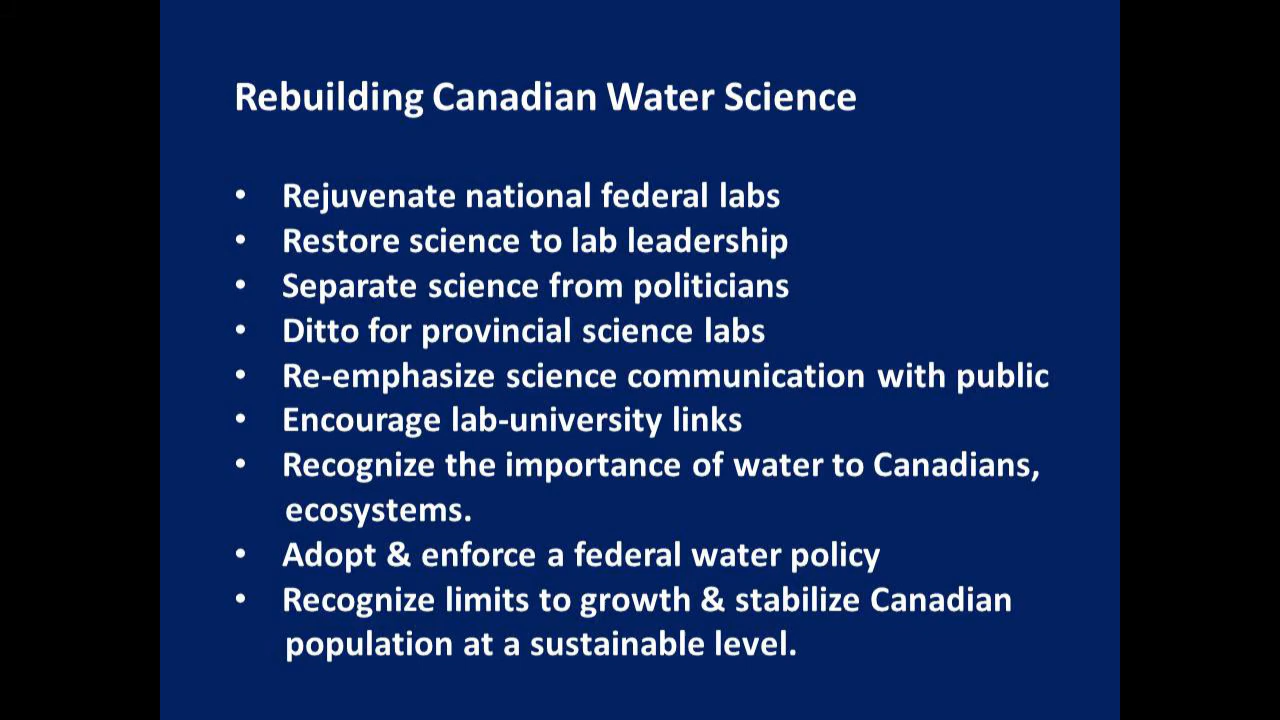 Rebuilding Canadian Water Science
• Rejuvenate national federal labs
• Restore science to lab leadership
• Separate science from politicians
• Ditto for provincial science labs
• Re-emphasize science communication with public
• Encourage lab-university links
• Recognize the importance of water to Canadians,
ecosystems.
• Adopt & enforce a federal water policy
• Recognize limits to growth & stabilize Canadian
population at a sustainable level.